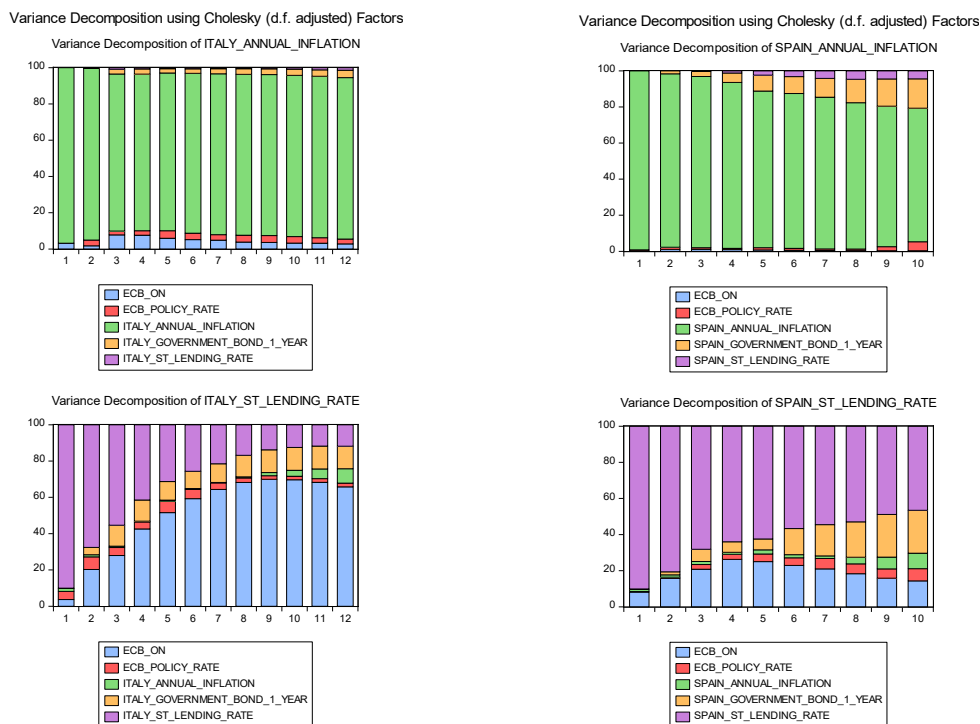 Variance Decomposition using Cholesky (d.f. adjusted) Factors
Variance Decomposition of ITALY_ANNUAL_INFLATION
100
80
60
40
20
0
1 2 3 4 5 6 7 8 9 10 11 12
ECB_ON
ECB_POLICY_RATE
ITALY_ANNUAL_INFLATION
ITALY_GOVERNMENT_BOND_1_YEAR
ITALY_ST_LENDING_RATE
Variance Decomposition of ITALY_ST_LENDING_RATE
100
80
60
40
20
0
1 2 3 4 5 6 7 8 9 10 11 12
ECB_ON
ECB_POLICY_RATE
ITALY_ANNUAL_INFLATION
ITALY_GOVERNMENT_BOND_1_YEAR
ITALY_ST_LENDING_RATE
Variance Decomposition using Cholesky (d.f. adjusted) Factors
Variance Decomposition of SPAIN_ANNUAL_INFLATION
100
80
60
40
20
0
1 2 3 4 5 6 7 8 9 10
ECB_ON
ECB_POLICY_RATE
SPAIN_ANNUAL_INFLATION
SPAIN_GOVERNMENT_BOND_1_YEAR
SPAIN_ST_LENDING_RATE
Variance Decomposition of SPAIN_ST_LENDING_RATE
100
80
60
40
20
0
1 2 3 4 5 6 7 8 9 10
ECB_ON
ECB_POLICY_RATE
SPAIN_ANNUAL_INFLATION
SPAIN_GOVERNMENT_BOND_1_YEAR
SPAIN_ST_LENDING_RATE